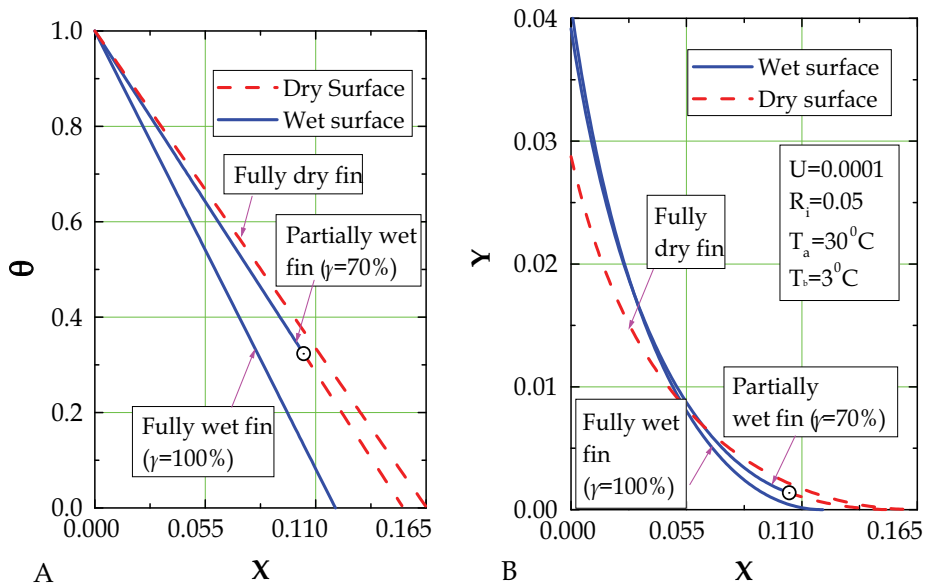 1.0
0.8
0.6
0.4
0.2
0.0
θ
0.000
0.055
0.110
0.165
X
A
Dry Surface
Wet surface
Fully dry fin
Partially wet
fin (γ=70%)
Fully wet fin
(γ=100%)
0.04
0.03
0.02
0.01
0.00
Y
0.000
0.055
0.110
0.165
X
B
Wet surface
Dry surface
U=0.0001
Rᵢ=0.05
Tₐ=30⁰C
T_b=3⁰C
Fully
dry fin
Partially
wet fin (γ=70%)
Fully wet
fin
(γ=100%)